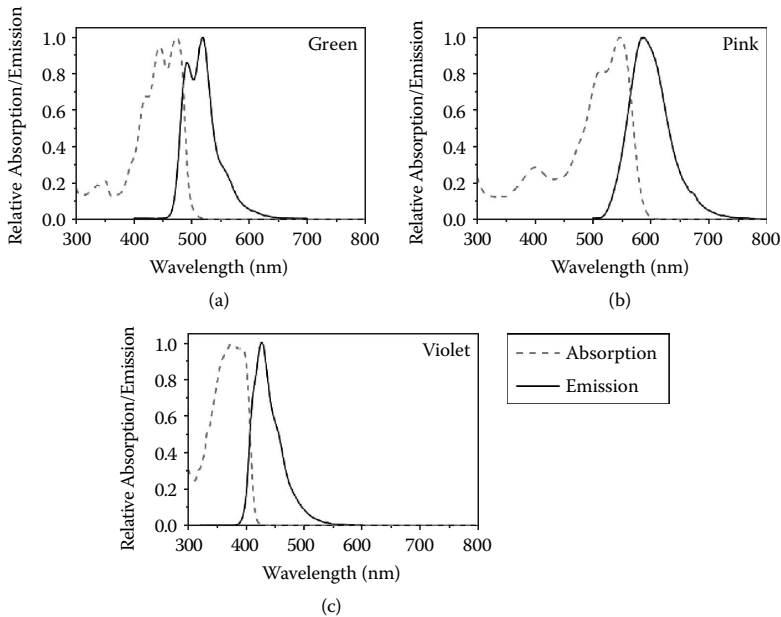 Relative Absorption/Emission
1.0
0.8
0.6
0.4
0.2
0.0
Green
300 400 500 600 700 800
Wavelength (nm)
(a)
Relative Absorption/Emission
1.0
0.8
0.6
0.4
0.2
0.0
Pink
300 400 500 600 700 800
Wavelength (nm)
(b)
Relative Absorption/Emission
1.0
0.8
0.6
0.4
0.2
0.0
Violet
300 400 500 600 700 800
Wavelength (nm)
(c)
Absorption
Emission